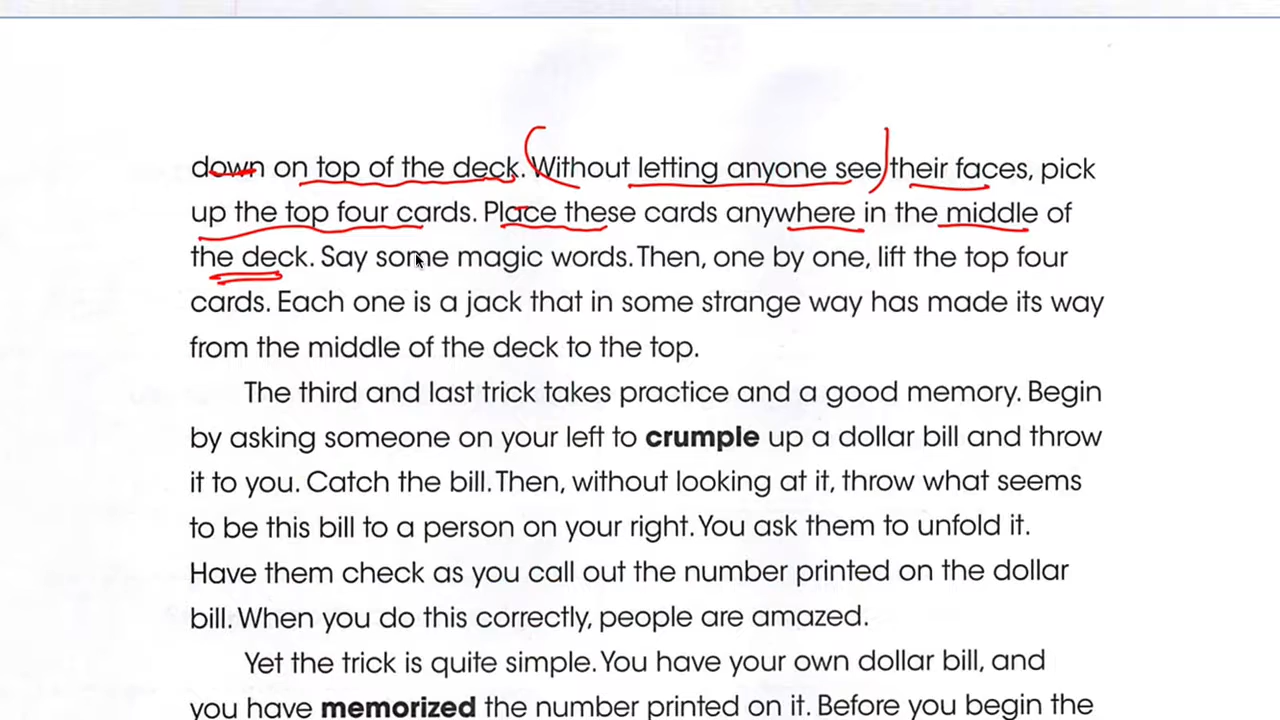 down on top of the deck. Without letting anyone see their faces, pick
up the top four cards. Place these cards anywhere in the middle of
the deck. Say some magic words. Then, one by one, lift the top four
cards. Each one is a jack that in some strange way has made its way
from the middle of the deck to the top.
The third and last trick takes practice and a good memory. Begin
by asking someone on your left to crumple up a dollar bill and throw
it to you. Catch the bill. Then, without looking at it, throw what seems
to be this bill to a person on your right. You ask them to unfold it.
Have them check as you call out the number printed on the dollar
bill. When you do this correctly, people are amazed.
Yet the trick is quite simple. You have your own dollar bill, and
you have memorized the number printed on it. Before you begin the